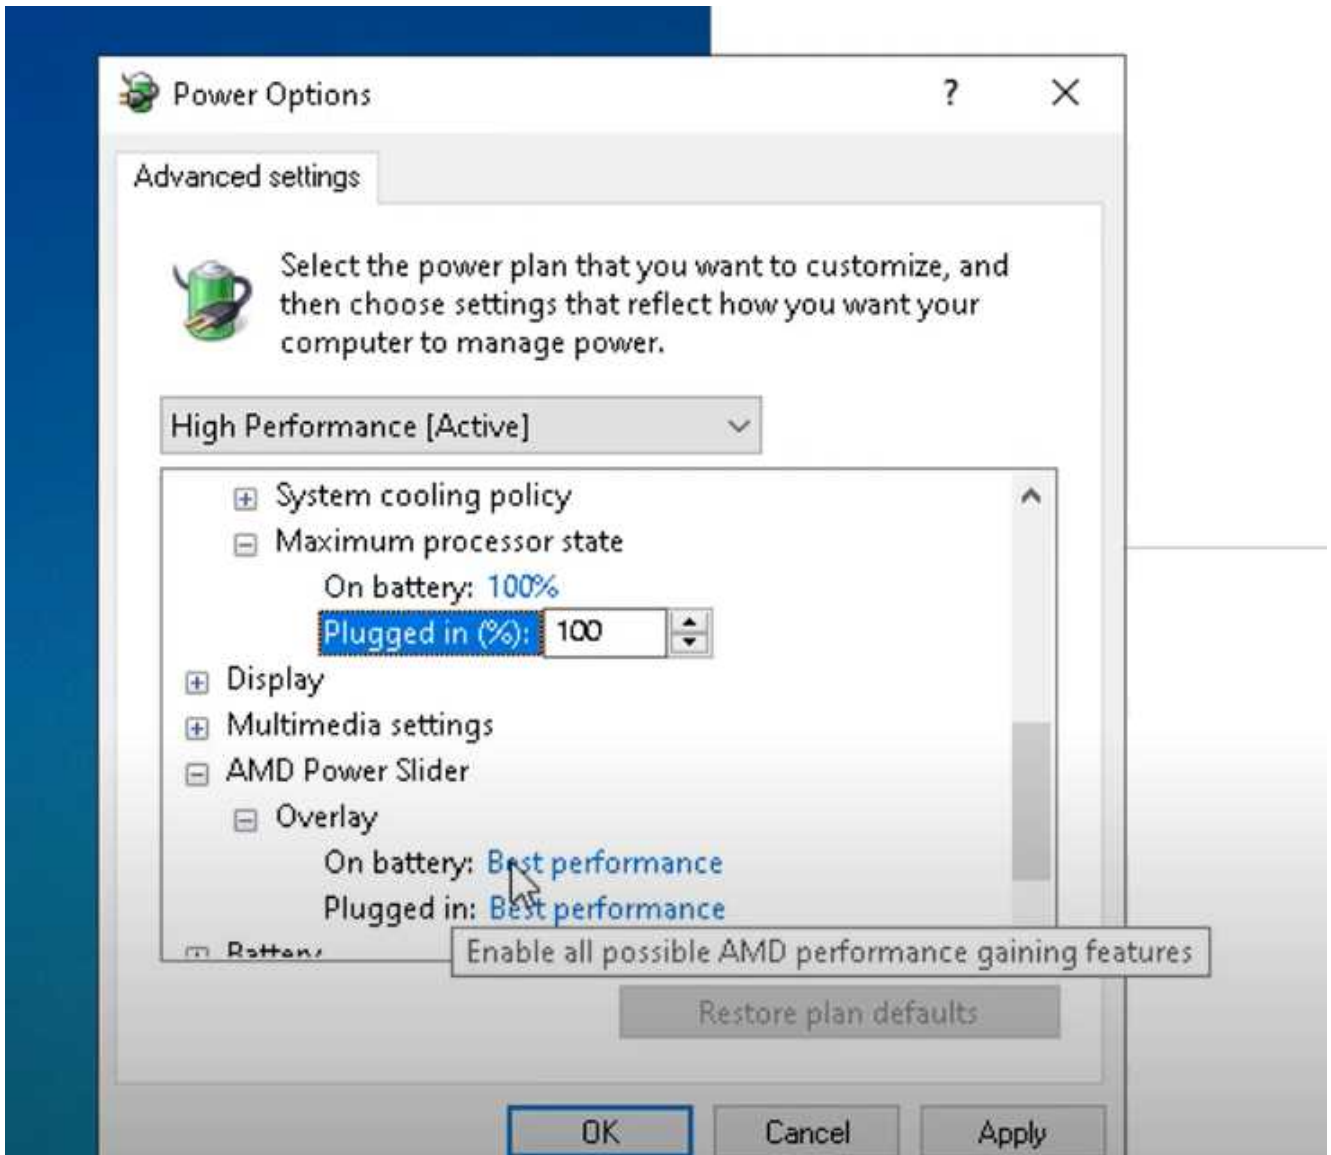 Power Options
?
Advanced settings
Select the power plan that you want to customize, and
then choose settings that reflect how you want your
computer to manage power.
High Performance [Active]
System cooling policy
Maximum processor state
On battery: 100%
Plugged in (%): 100
Display
Multimedia settings
AMD Power Slider
Overlay
On battery: Best performance
Plugged in: Best performance
Battery
Enable all possible AMD performance gaining features
Restore plan defaults
OK
Cancel
Apply